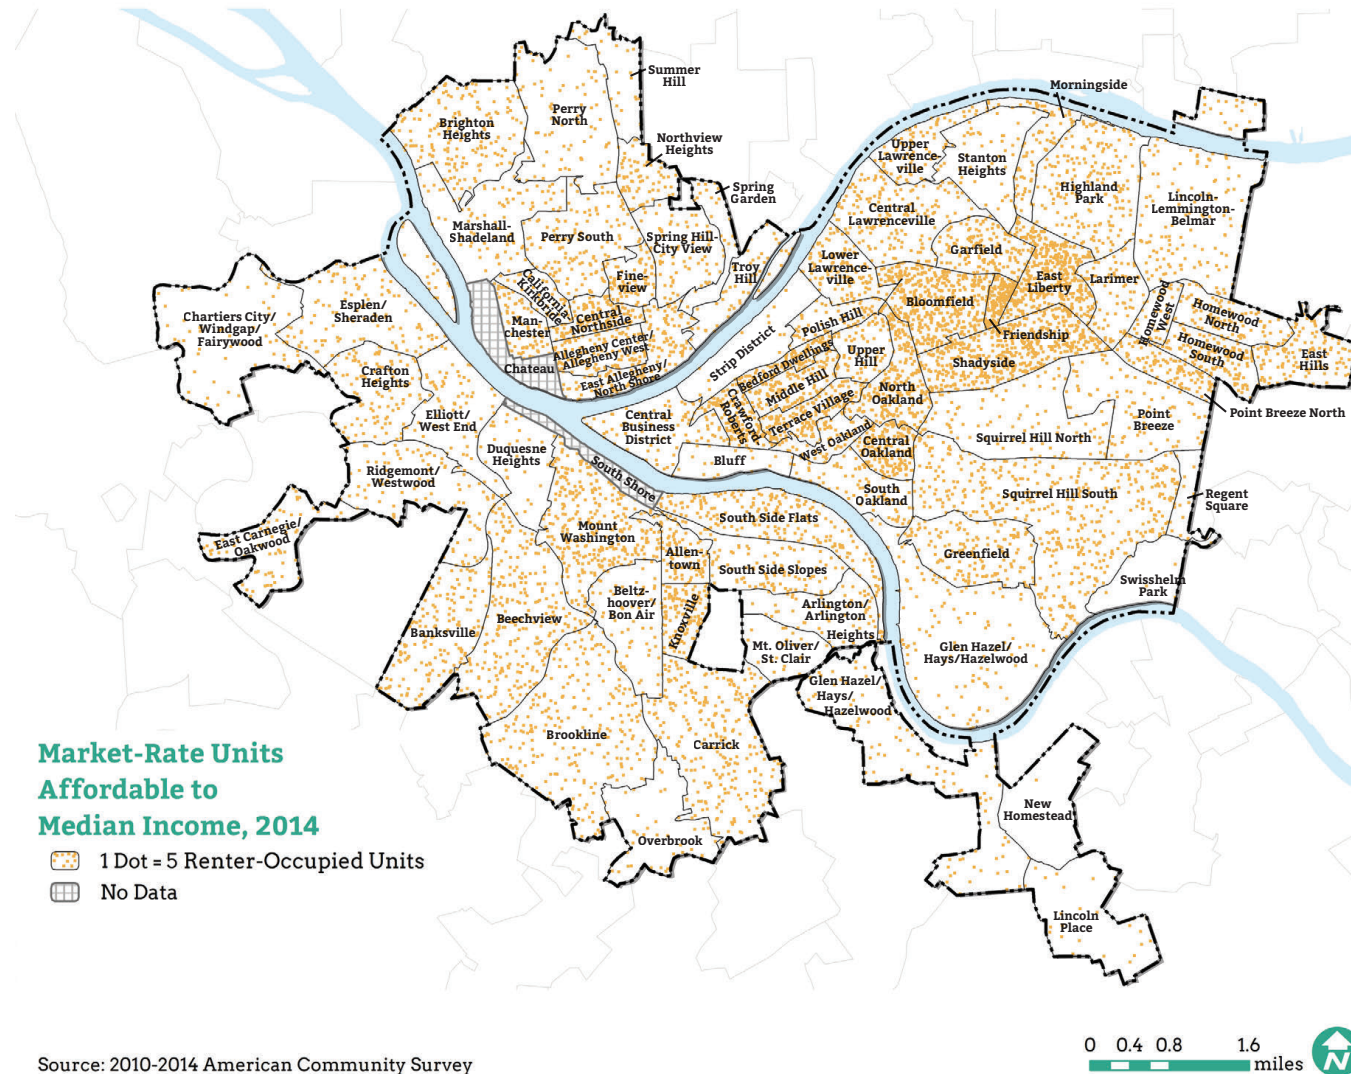 Summer
Hill
Morningside
Perry
North
Brighton
Heights
Northview
Heights
Upper
Lawrence-
ville
Stanton
Heights
Spring
Garden
Highland
Park
Lincoln-
Lemmington-
Belmar
Central
Lawrenceville
Marshall-
Shadeland
Perry South
Spring Hill-
City View
Garfield
Lower
Lawrence-
ville
Troy
Hill
Fine-
view
East
Liberty
Larimer
California-
Kirkbride
Bloomfield
Esplen/
Sheraden
Chartiers City/
Windgap/
Fairywood
Man-
chester
Central
Northside
Homewood
West
Homewood
North
Polish Hill
Friendship
Allegheny Center/
Allegheny West
Strip District
Homewood
South
Upper
Hill
Bedford Dwellings
Shadyside
East
Hills
Chateau
Crafton
Heights
East Allegheny/
North Shore
Middle Hill
North
Oakland
Crawford-
Roberts
Terrace Village
Point Breeze North
Elliott/
West End
Central
Business
District
Point
Breeze
West Oakland
Central
Oakland
Squirrel Hill North
Duquesne
Heights
Bluff
South Shore
Ridgemont/
Westwood
South
Oakland
Squirrel Hill South
Regent
Square
South Side Flats
East Carnegie/
Oakwood
Mount
Washington
Allen-
town
Greenfield
South Side Slopes
Swisshelm
Park
Beltz-
hoover/
Bon Air
Knoxville
Arlington/
Arlington
Heights
Beechview
Banksville
Mt. Oliver/
St. Clair
Glen Hazel/
Hays/Hazelwood
Glen Hazel/
Hays/
Hazelwood
Brookline
Carrick
Market-Rate Units
Affordable to
Median Income, 2014
1 Dot = 5 Renter-Occupied Units
No Data
New
Homestead
Overbrook
Lincoln
Place
Source: 2010-2014 American Community Survey
0 0.4 0.8 1.6
miles
N